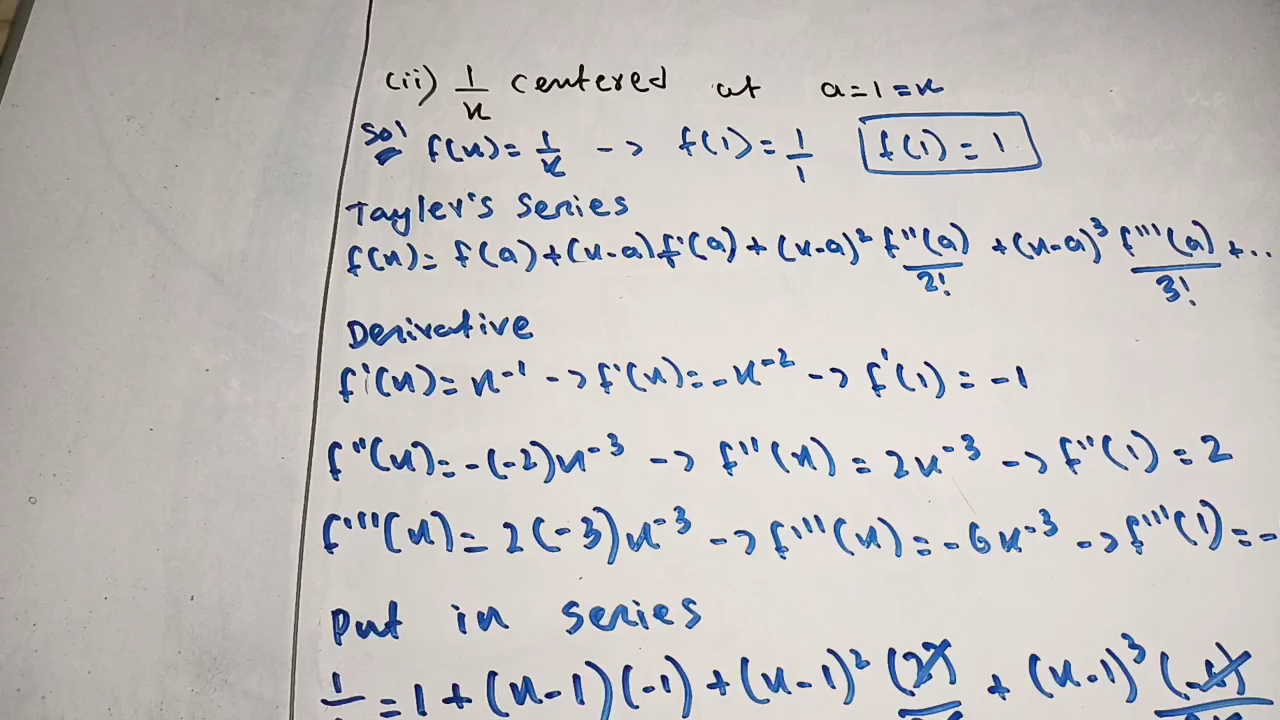 (ii) 1/x centered at a=1=x
Sol f(x)=1/x -> f(1)=1/1 f(1)=1
Tayler's Series
f(x)= f(a)+(x-a)f'(a)+(x-a)² f''(a)/2! +(x-a)³ f'''(a)/3! +..
Derivative
f'(x)=x⁻¹ -> f'(x)=-x⁻² -> f'(1)=-1
f''(x)=-(-2)x⁻³ -> f''(x)=2x⁻³ -> f''(1)=2
f'''(x)=2(-3)x⁻³ -> f'''(x)=-6x⁻³ -> f'''(1)=-
Put in series
=1+(x-1)(-1)+(x-1)² (2) +(x-1)³